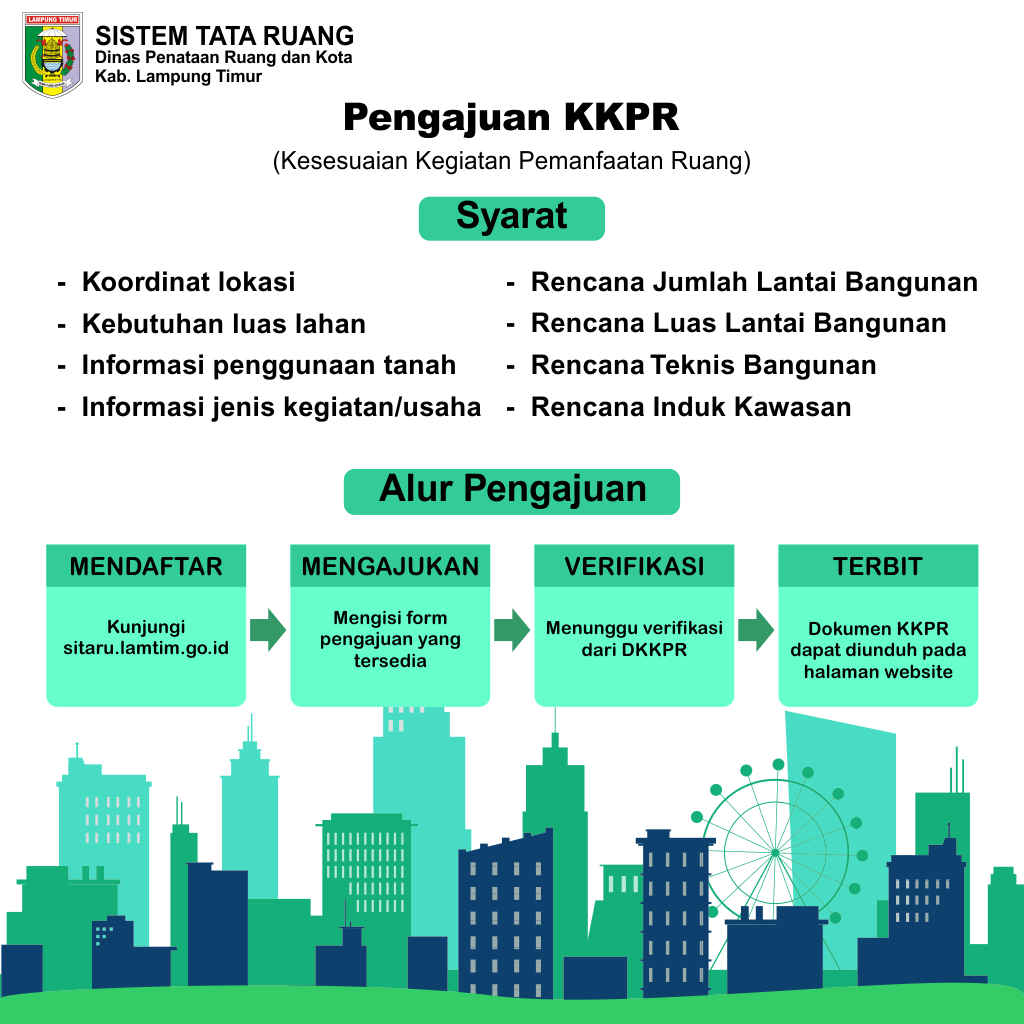 LAMPUNG TIMUR
SISTEM TATA RUANG
Dinas Penataan Ruang dan Kota
Kab. Lampung Timur
Pengajuan KKPR
(Kesesuaian Kegiatan Pemanfaatan Ruang)
Syarat
- Koordinat lokasi
- Kebutuhan luas lahan
- Informasi penggunaan tanah
- Informasi jenis kegiatan/usaha
- Rencana Jumlah Lantai Bangunan
- Rencana Luas Lantai Bangunan
- Rencana Teknis Bangunan
- Rencana Induk Kawasan
Alur Pengajuan
MENDAFTAR
Kunjungi
sitaru.lamtim.go.id
MENGAJUKAN
Mengisi form
pengajuan yang
tersedia
VERIFIKASI
Menunggu verifikasi
dari DKKPR
TERBIT
Dokumen KKPR
dapat diunduh pada
halaman website